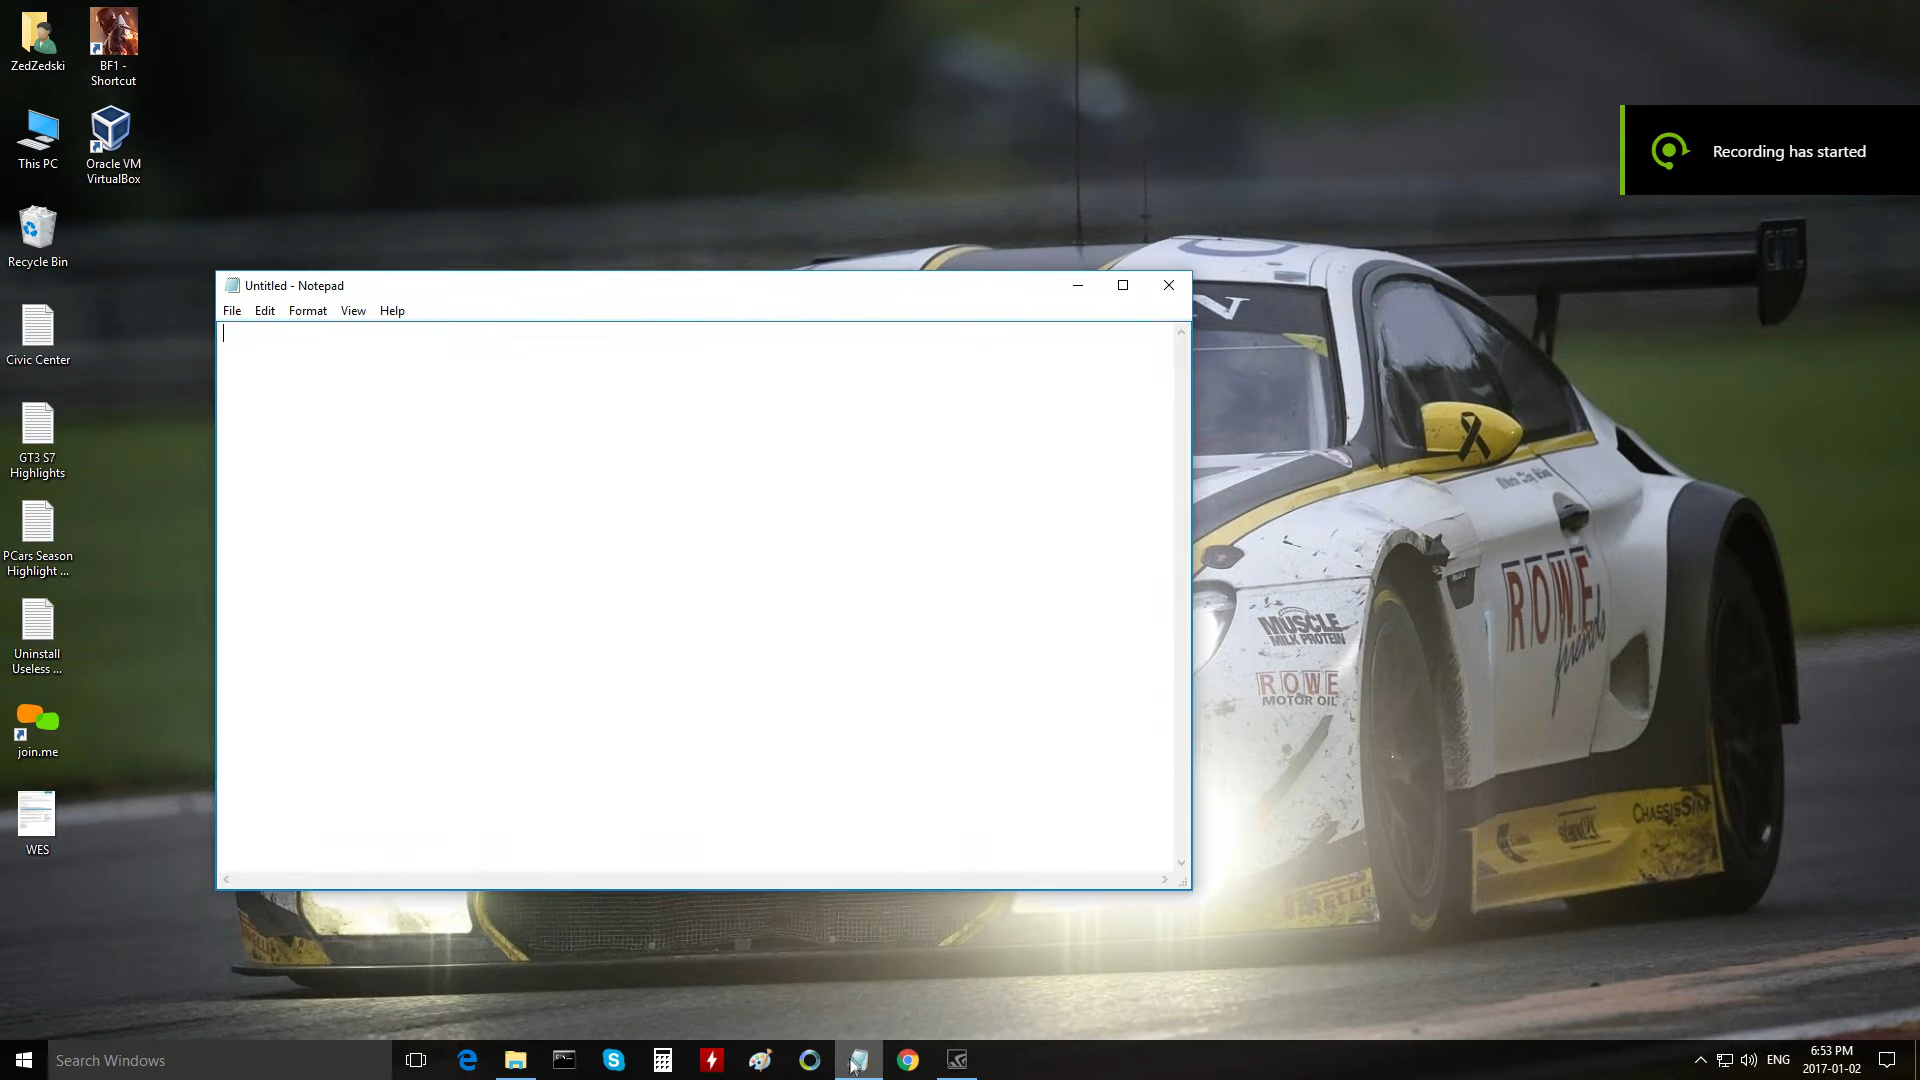 ZedZedski
BF1 -
Shortcut
This PC
Oracle VM
VirtualBox
Recycle Bin
Civic Center
GT3 S7
Highlights
PCars Season
Highlight ...
Uninstall
Useless ...
join.me
WES
Recording has started
Untitled - Notepad
File Edit Format View Help
N
MUSCLE
MILK PROTEIN
ROWE
MOTOR OIL
ROWE
friends
CHASSISSIM
PIRELLI
Search Windows
ENG
6:53 PM
2017-01-02